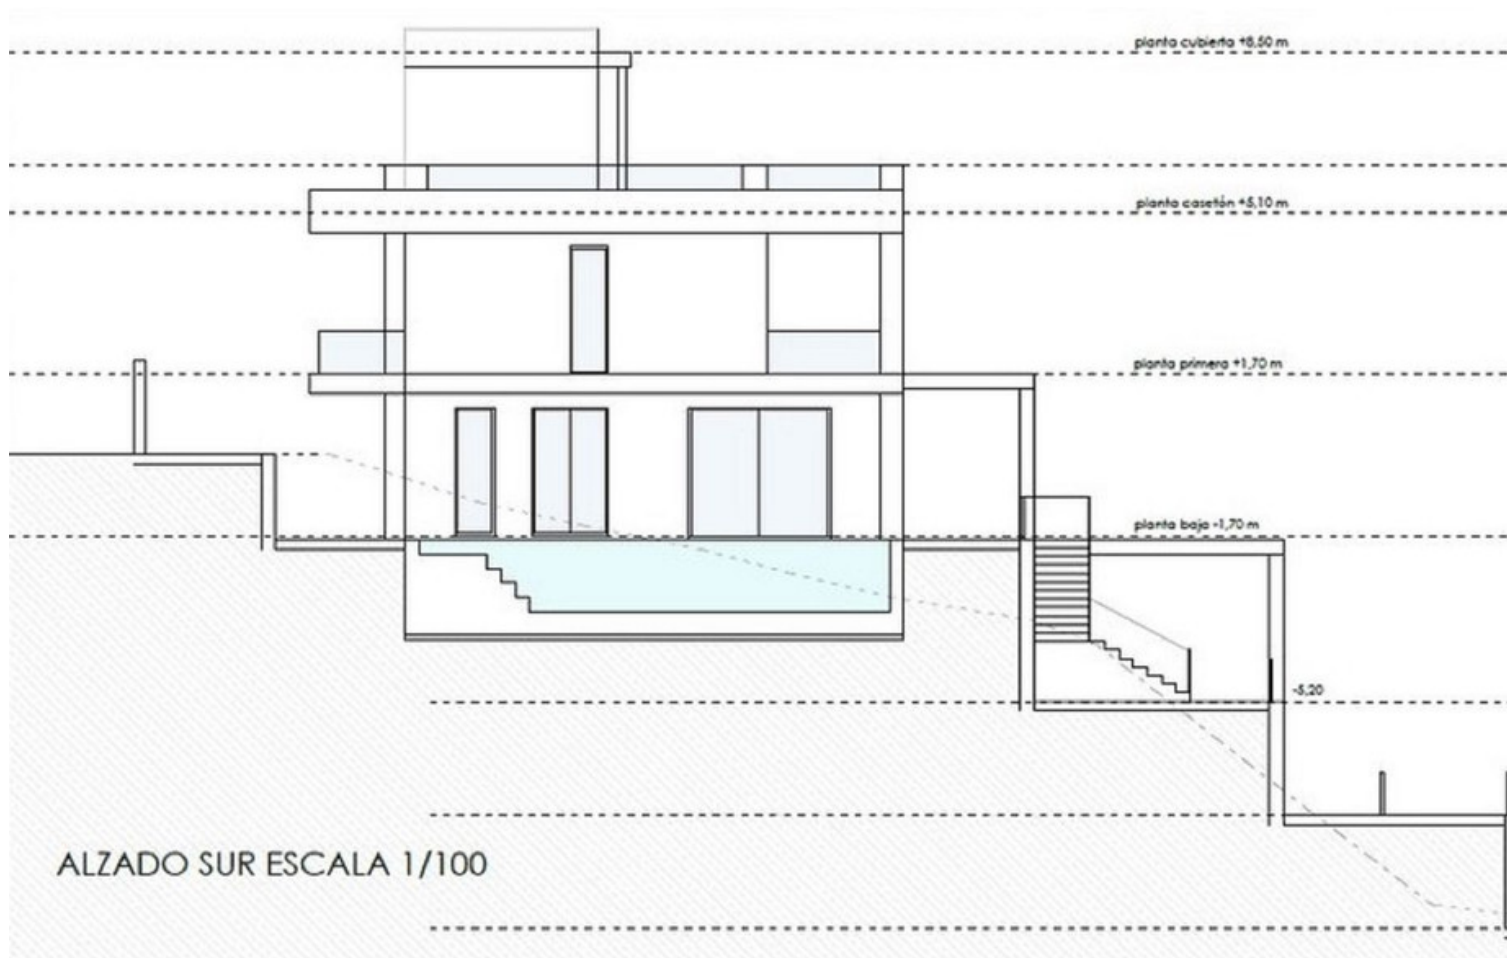 planta cubierta +8,50 m
planta casetón +5,10 m
planta primera +1,70 m
planta baja -1,70 m
-5,20
ALZADO SUR ESCALA 1/100